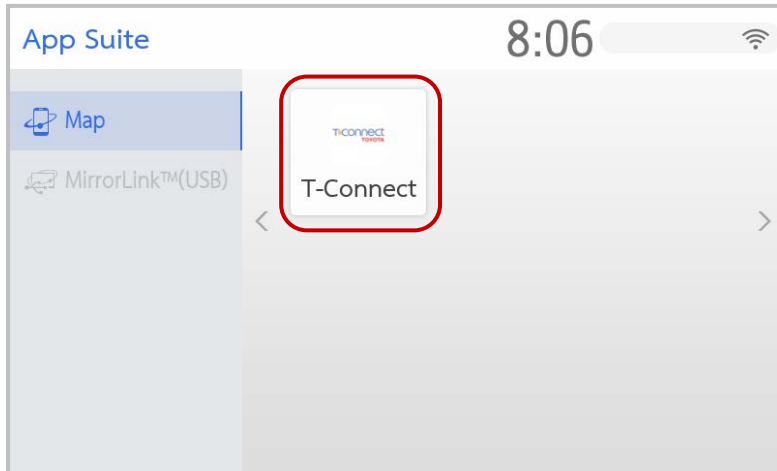 App Suite
8:06
Map
MirrorLink™(USB)
T-CONNECT
TOYOTA
T-Connect